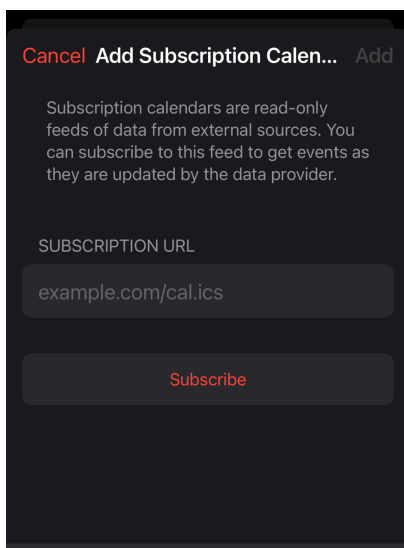 Cancel Add Subscription Calen... Add
Subscription calendars are read-only
feeds of data from external sources. You
can subscribe to this feed to get events as
they are updated by the data provider.
SUBSCRIPTION URL
example.com/cal.ics
Subscribe